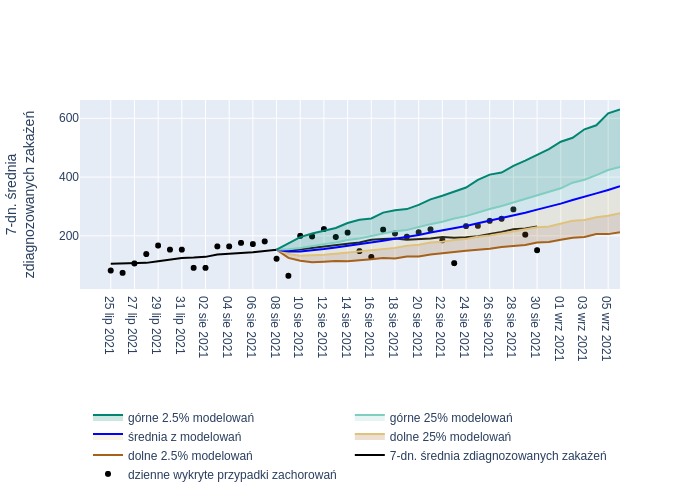 7-dn. średnia
zdiagnozowanych zakażeń
600
400
200
25 lip 2021
27 lip 2021
29 lip 2021
31 lip 2021
02 sie 2021
04 sie 2021
06 sie 2021
08 sie 2021
10 sie 2021
12 sie 2021
14 sie 2021
16 sie 2021
18 sie 2021
20 sie 2021
22 sie 2021
24 sie 2021
26 sie 2021
28 sie 2021
30 sie 2021
01 wrz 2021
03 wrz 2021
05 wrz 2021
górne 2.5% modelowań
górne 25% modelowań
średnia z modelowań
dolne 25% modelowań
dolne 2.5% modelowań
7-dn. średnia zdiagnozowanych zakażeń
dzienne wykryte przypadki zachorowań